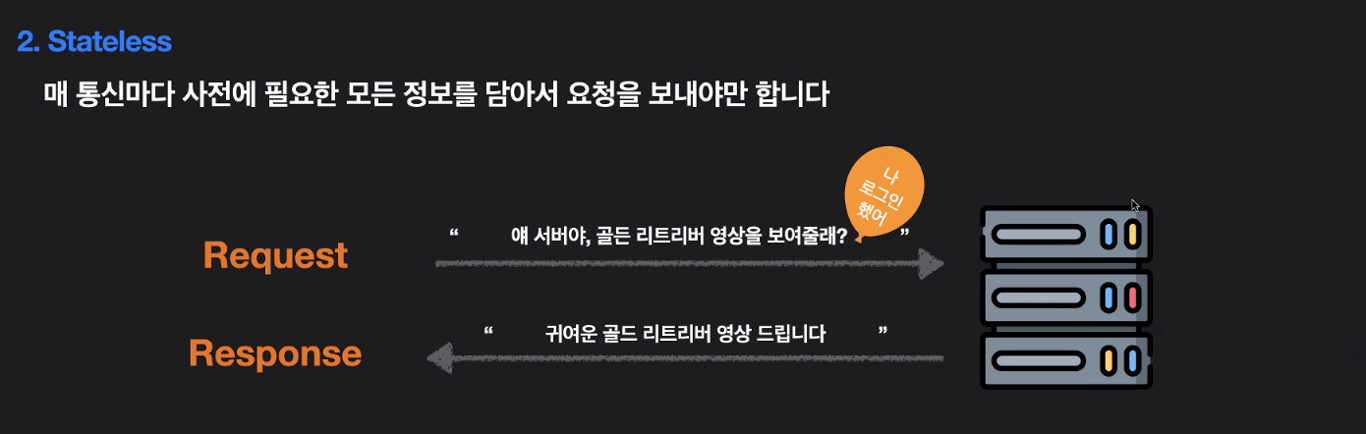 2. Stateless
매 통신마다 사전에 필요한 모든 정보를 담아서 요청을 보내야만 합니다
나
로그인
했어
Request
“ 얘 서버야, 골든 리트리버 영상을 보여줄래? ”
Response
“ 귀여운 골드 리트리버 영상 드립니다 ”